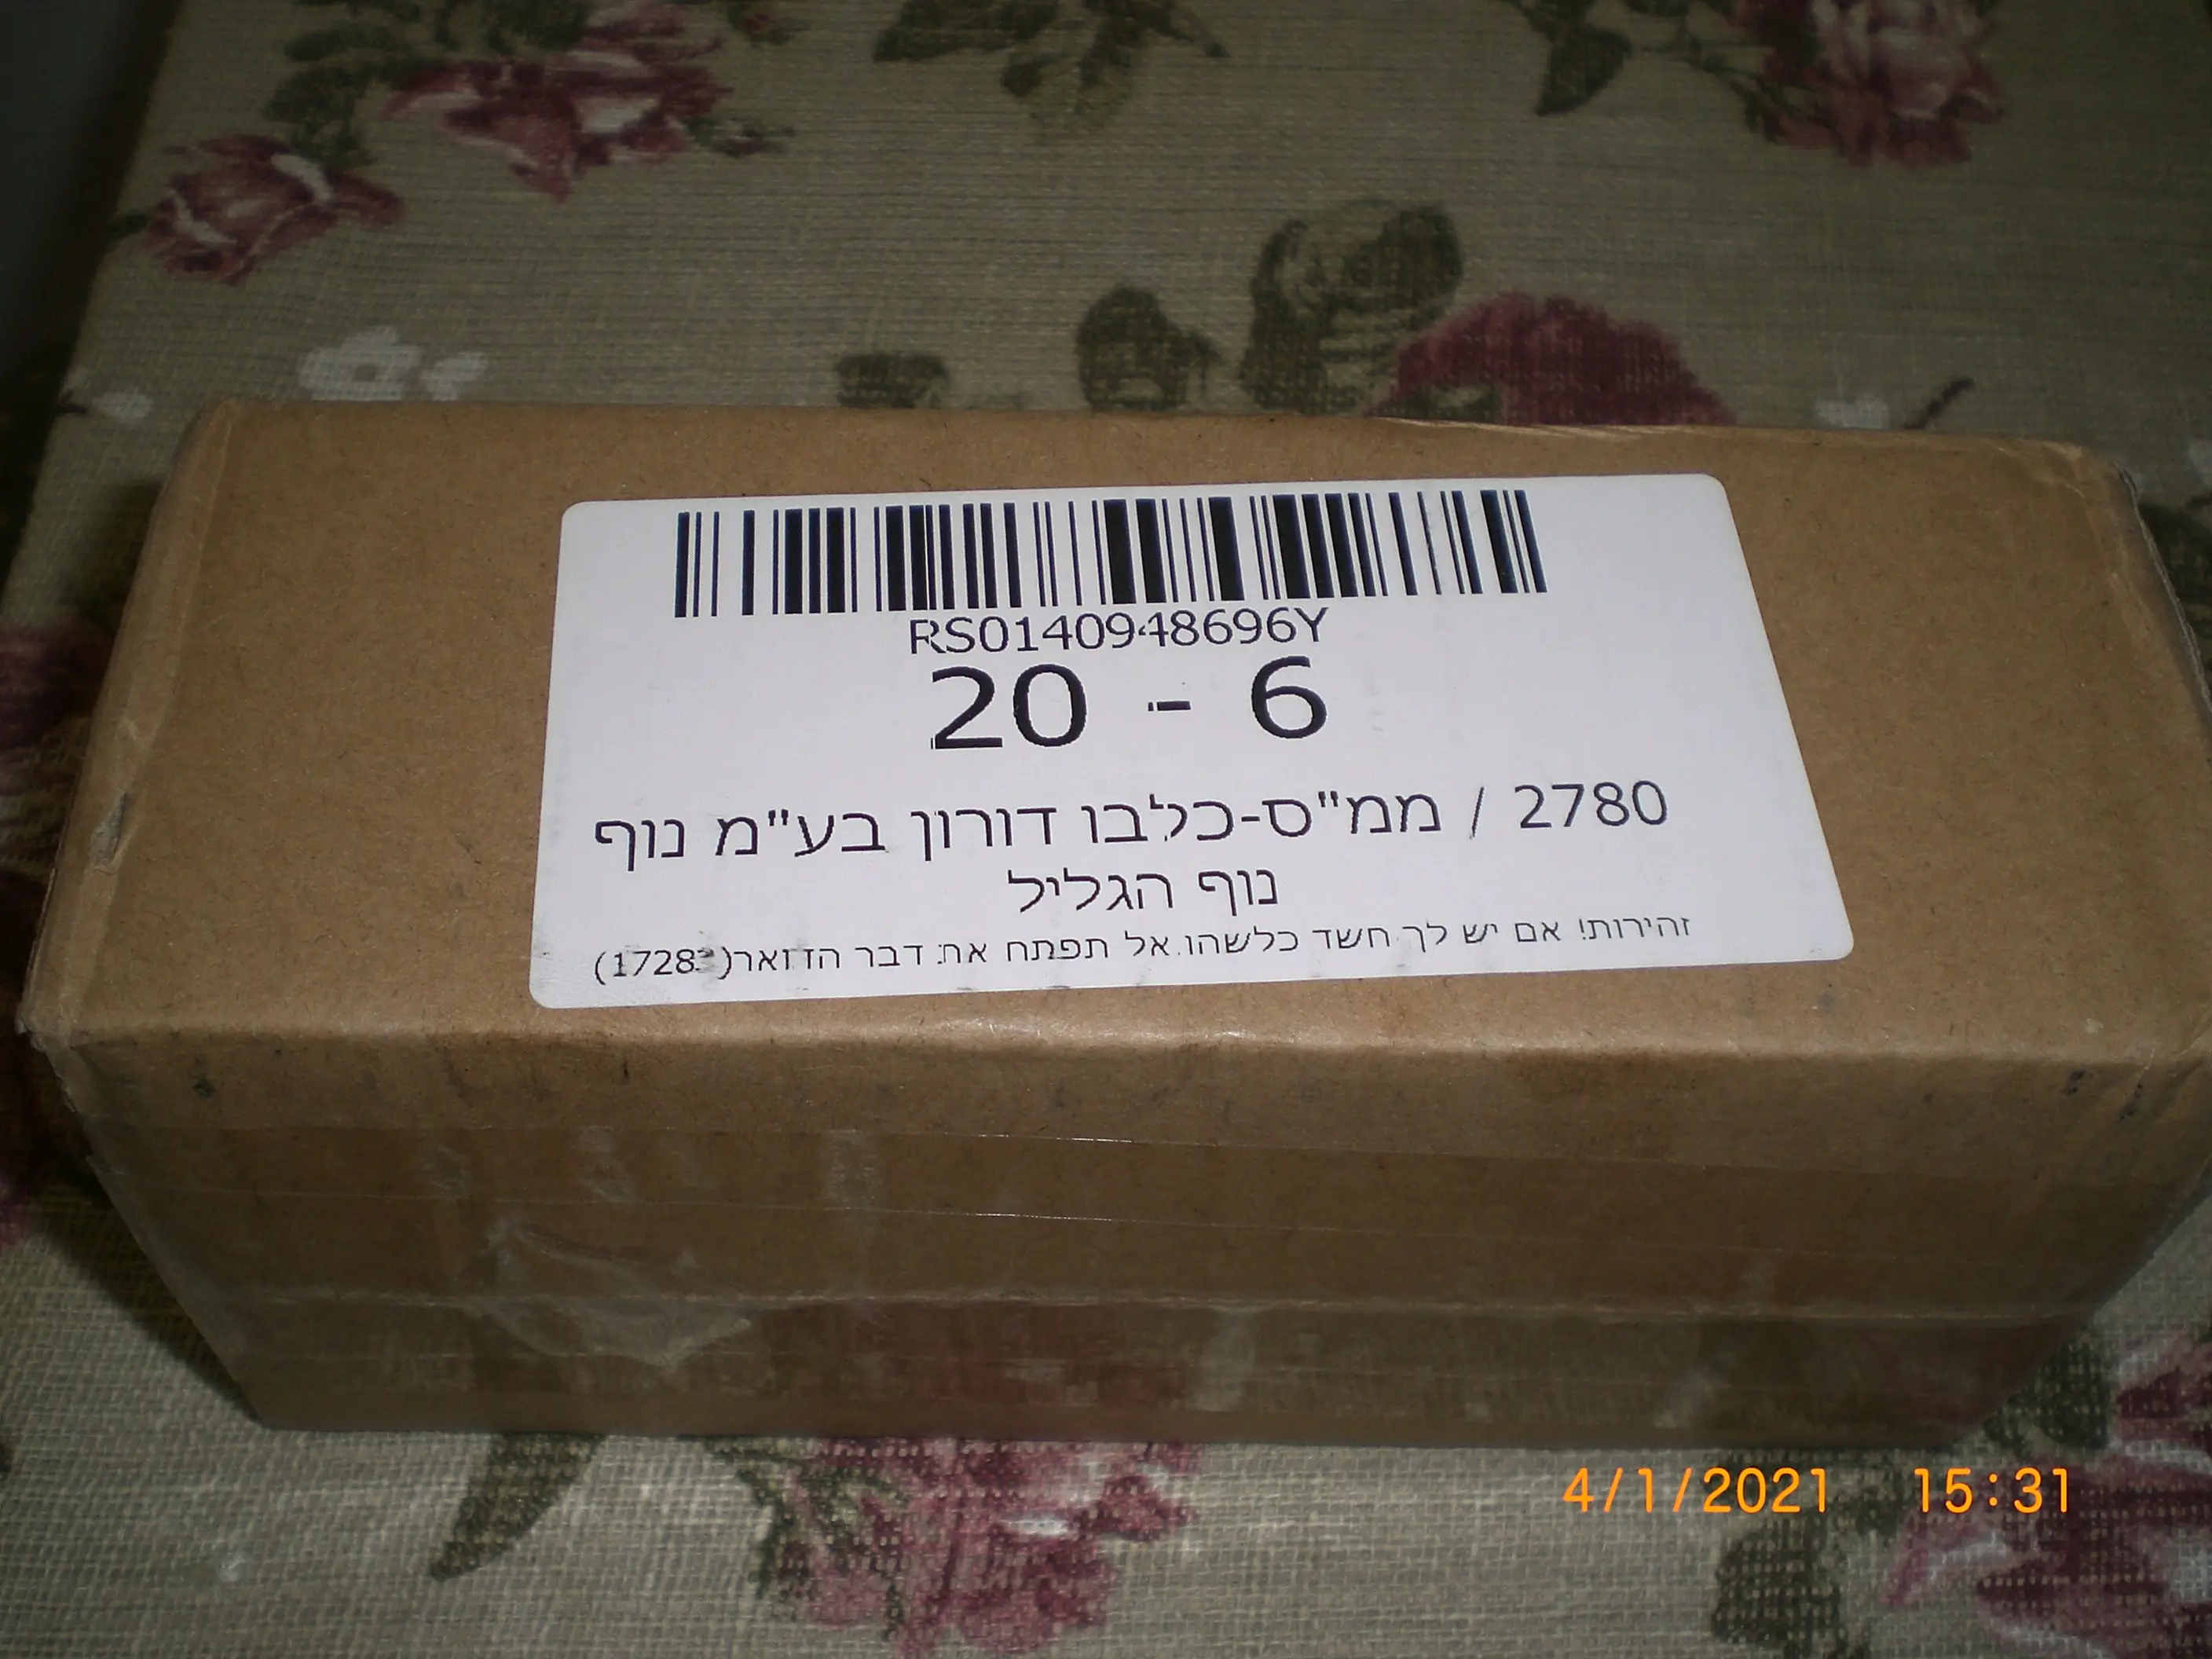 RS0140948696Y
20 - 6
2780 / ממ"ס-כלבו דורון בע"מ נוף
נוף הגליל
זהירות! אם יש לך חשד כלשהו אל תפתח את דבר הדואר
4/1/2021 15:31